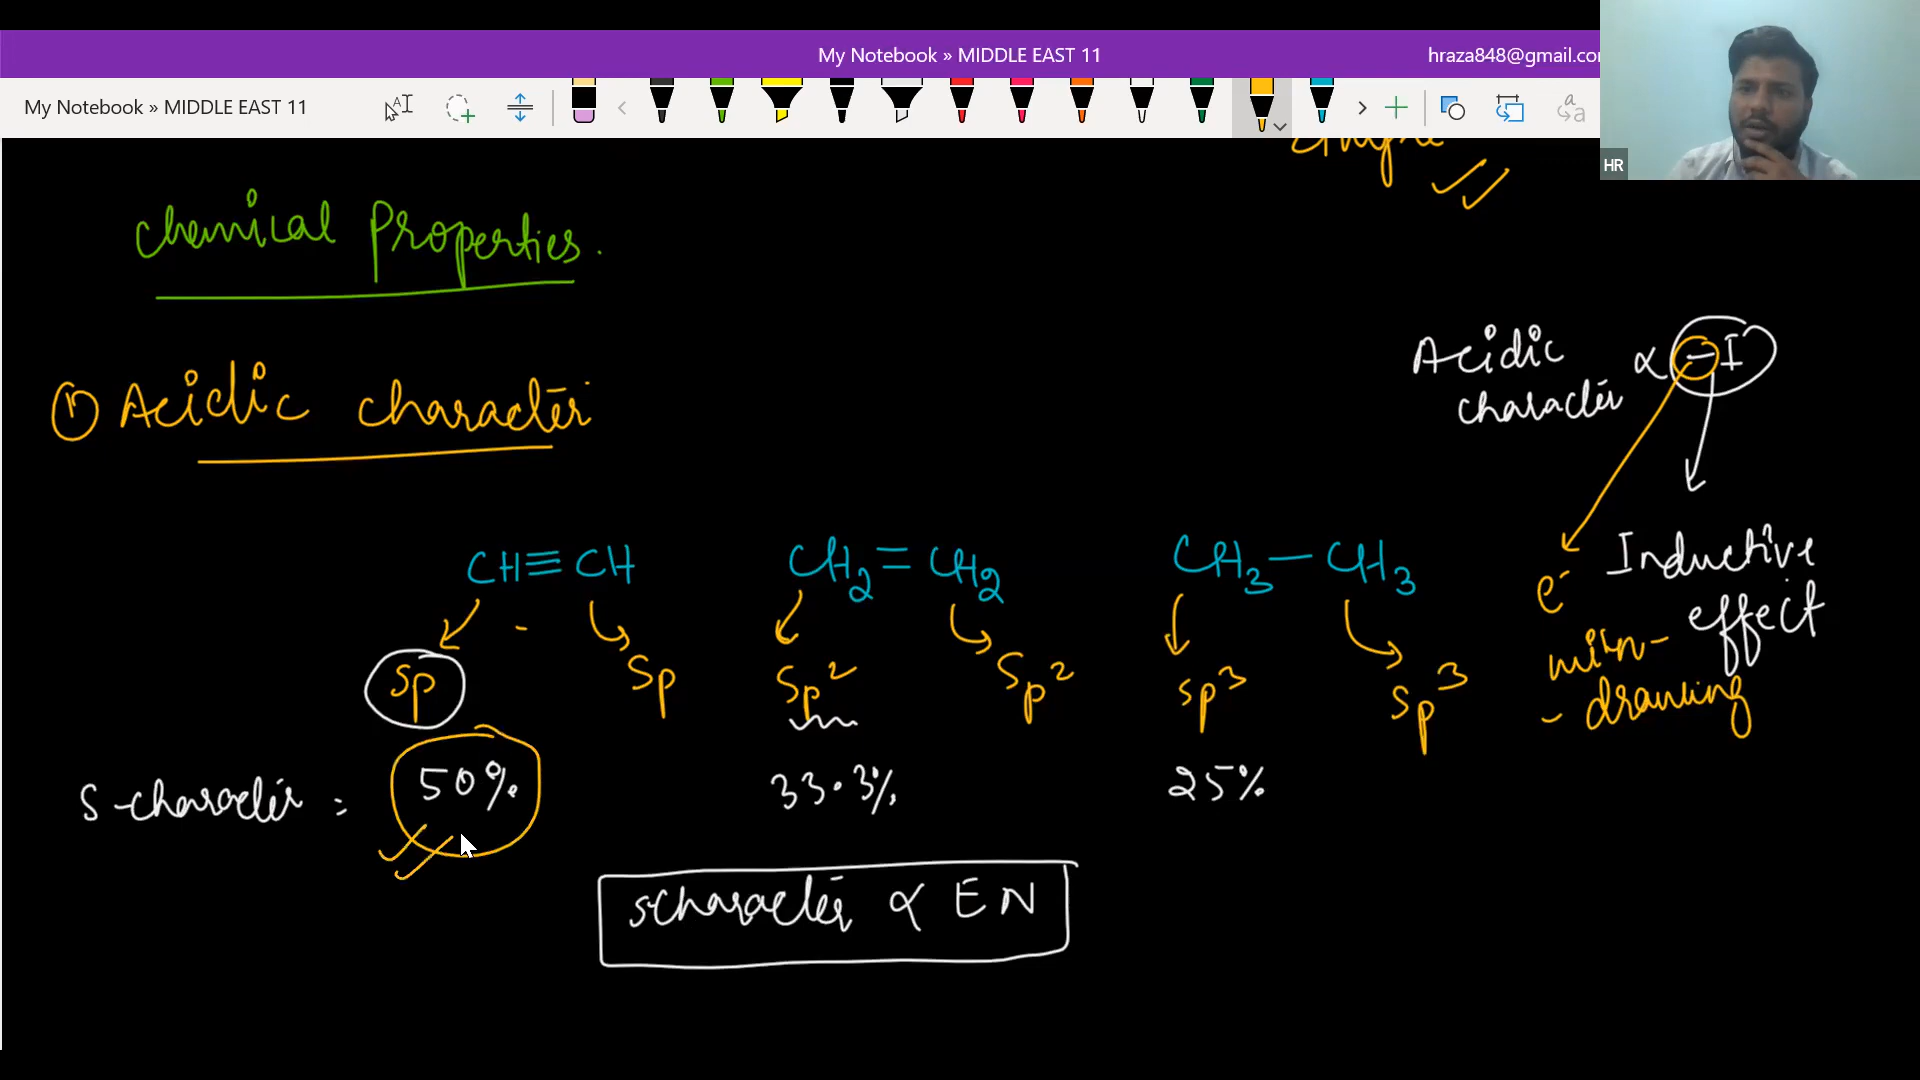 My Notebook » MIDDLE EAST 11
hraza848@gmail.co
My Notebook » MIDDLE EAST 11
HR
Chemical Properties.
① Acidic character
Acidic character ∝ -I
e⁻ withdrawing
Inductive effect
CH≡CH CH₂=CH₂ CH₃-CH₃
sp sp sp² sp² sp³ sp³
S-character = 50% 33.3% 25%
scharacter ∝ EN